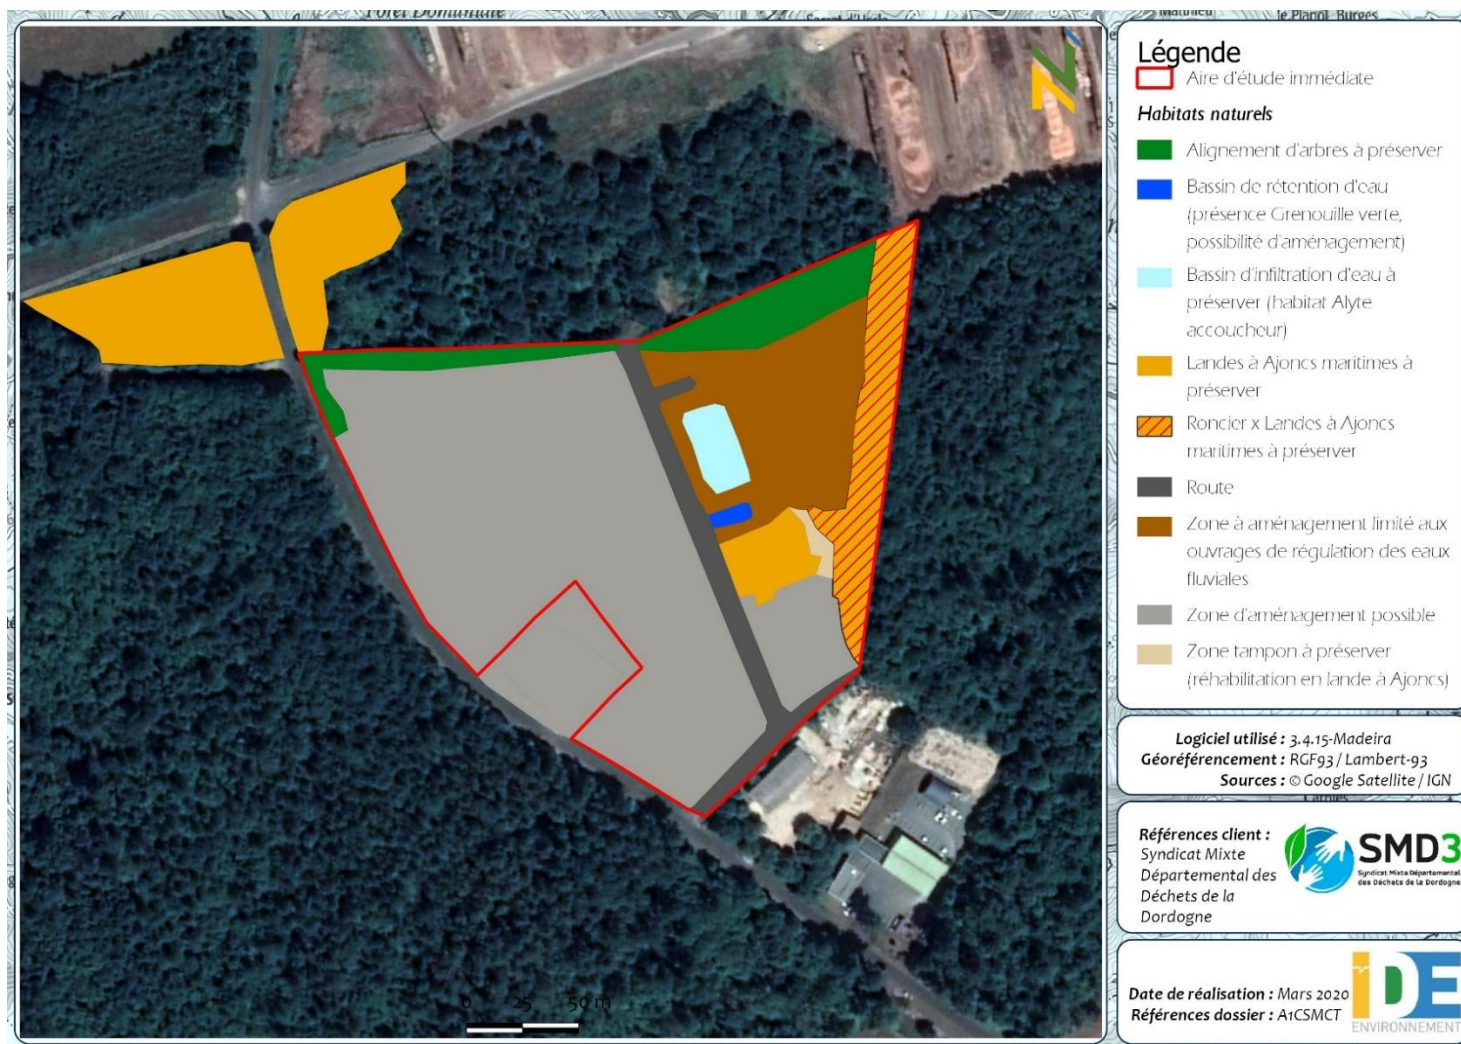 Forêt Domaniale
le Planol Burges
Légende
Aire d'étude immédiate
Habitats naturels
Alignement d'arbres à préserver
Bassin de rétention d'eau
(présence Grenouille verte,
possibilité d'aménagement)
Bassin d'infiltration d'eau à
préserver (habitat Alyte
accoucheur)
Landes à Ajoncs maritimes à
préserver
Roncier x Landes à Ajoncs
maritimes à préserver
Route
Zone à aménagement limité aux
ouvrages de régulation des eaux
fluviales
Zone d'aménagement possible
Zone tampon à préserver
(réhabilitation en lande à Ajoncs)
Logiciel utilisé : 3.4.15-Madeira
Géoréférencement : RGF93 / Lambert-93
Sources : © Google Satellite / IGN
Références client :
Syndicat Mixte
Départemental des
Déchets de la
Dordogne
SMD3
Syndicat Mixte Départemental
des Déchets de la Dordogne
Date de réalisation : Mars 2020
Références dossier : A1CSMCT
IDE
ENVIRONNEMENT
0 25 50 m